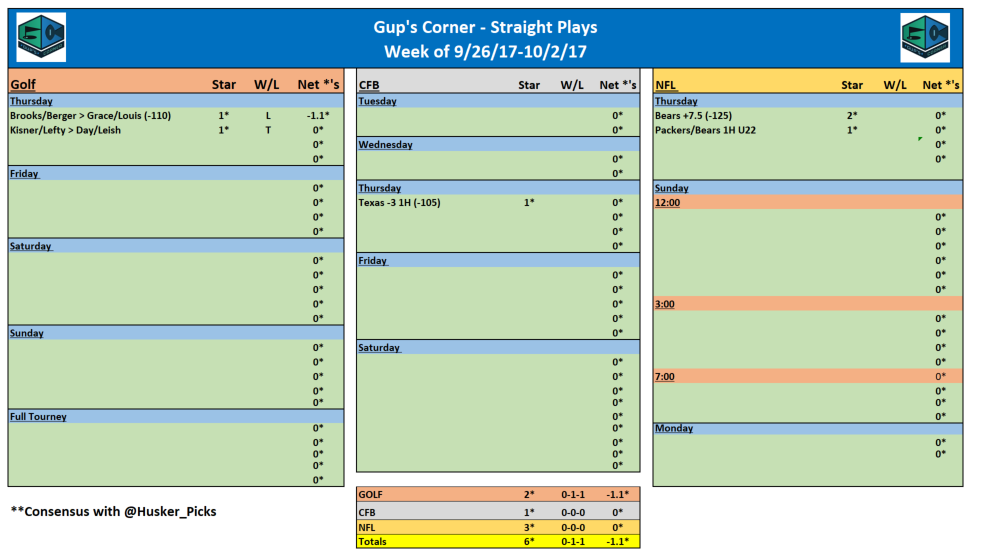 Gup's Corner - Straight Plays
Week of 9/26/17-10/2/17
Golf Star W/L Net *'s
Thursday
Brooks/Berger > Grace/Louis (-110) 1* L -1.1*
Kisner/Lefty > Day/Leish 1* T 0*
0*
0*
Friday
0*
0*
0*
0*
Saturday
0*
0*
0*
0*
0*
Sunday
0*
0*
0*
0*
0*
Full Tourney
0*
0*
0*
0*
0*
**Consensus with @Husker_Picks
CFB Star W/L Net *'s
Tuesday
0*
0*
Wednesday
0*
0*
Thursday
Texas -3 1H (-105) 1* 0*
0*
0*
0*
Friday
0*
0*
0*
0*
0*
Saturday
0*
0*
0*
0*
0*
0*
0*
0*
0*
NFL Star W/L Net *'s
Thursday
Bears +7.5 (-125) 2* 0*
Packers/Bears 1H U22 1* 0*
0*
0*
Sunday
12:00
0*
0*
0*
0*
0*
0*
3:00
0*
0*
0*
0*
7:00 0*
0*
0*
0*
Monday
0*
0*
GOLF 2* 0-1-1 -1.1*
CFB 1* 0-0-0 0*
NFL 3* 0-0-0 0*
Totals 6* 0-1-1 -1.1*